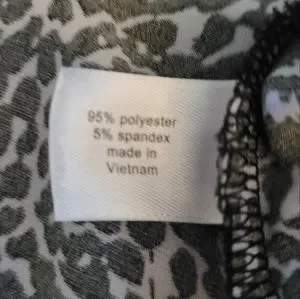 95% polyester
5% spandex
made in
Vietnam